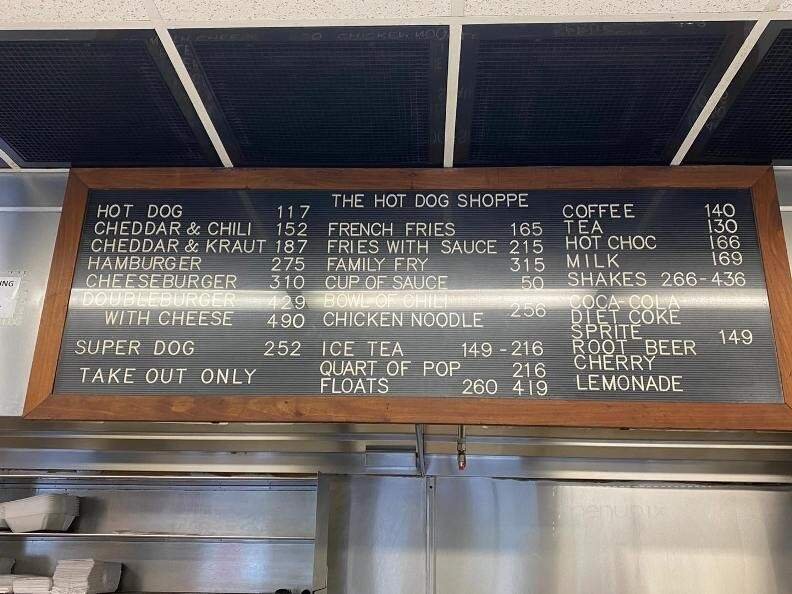 THE HOT DOG SHOPPE
HOT DOG 117
CHEDDAR & CHILI 152
CHEDDAR & KRAUT 187
HAMBURGER 275
CHEESEBURGER 310
DOUBLEBURGER 429
WITH CHEESE 490
SUPER DOG 252
TAKE OUT ONLY
FRENCH FRIES 165
FRIES WITH SAUCE 215
FAMILY FRY 315
CUP OF SAUCE 50
BOWL OF CHILI
256
CHICKEN NOODLE
ICE TEA 149-216
QUART OF POP 216
FLOATS 260 419
COFFEE 140
TEA 130
HOT CHOC 166
MILK 169
SHAKES 266-436
COCA-COLA
DIET COKE
SPRITE
149
ROOT BEER
CHERRY
LEMONADE
NG